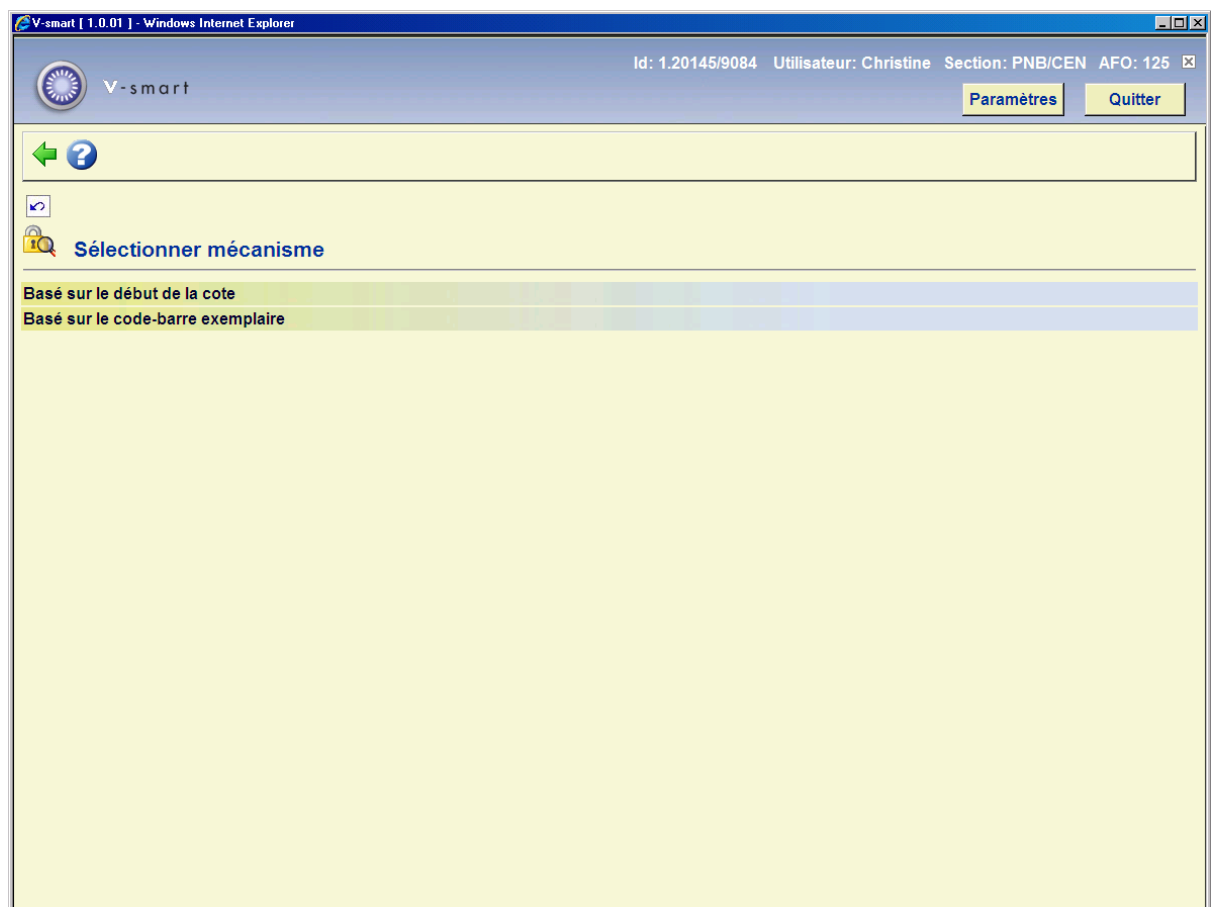 V-smart [ 1.0.01 ] - Windows Internet Explorer
Id: 1.20145/9084 Utilisateur: Christine Section: PNB/CEN AFO: 125
V-smart
Paramètres Quitter
Sélectionner mécanisme
Basé sur le début de la cote
Basé sur le code-barre exemplaire